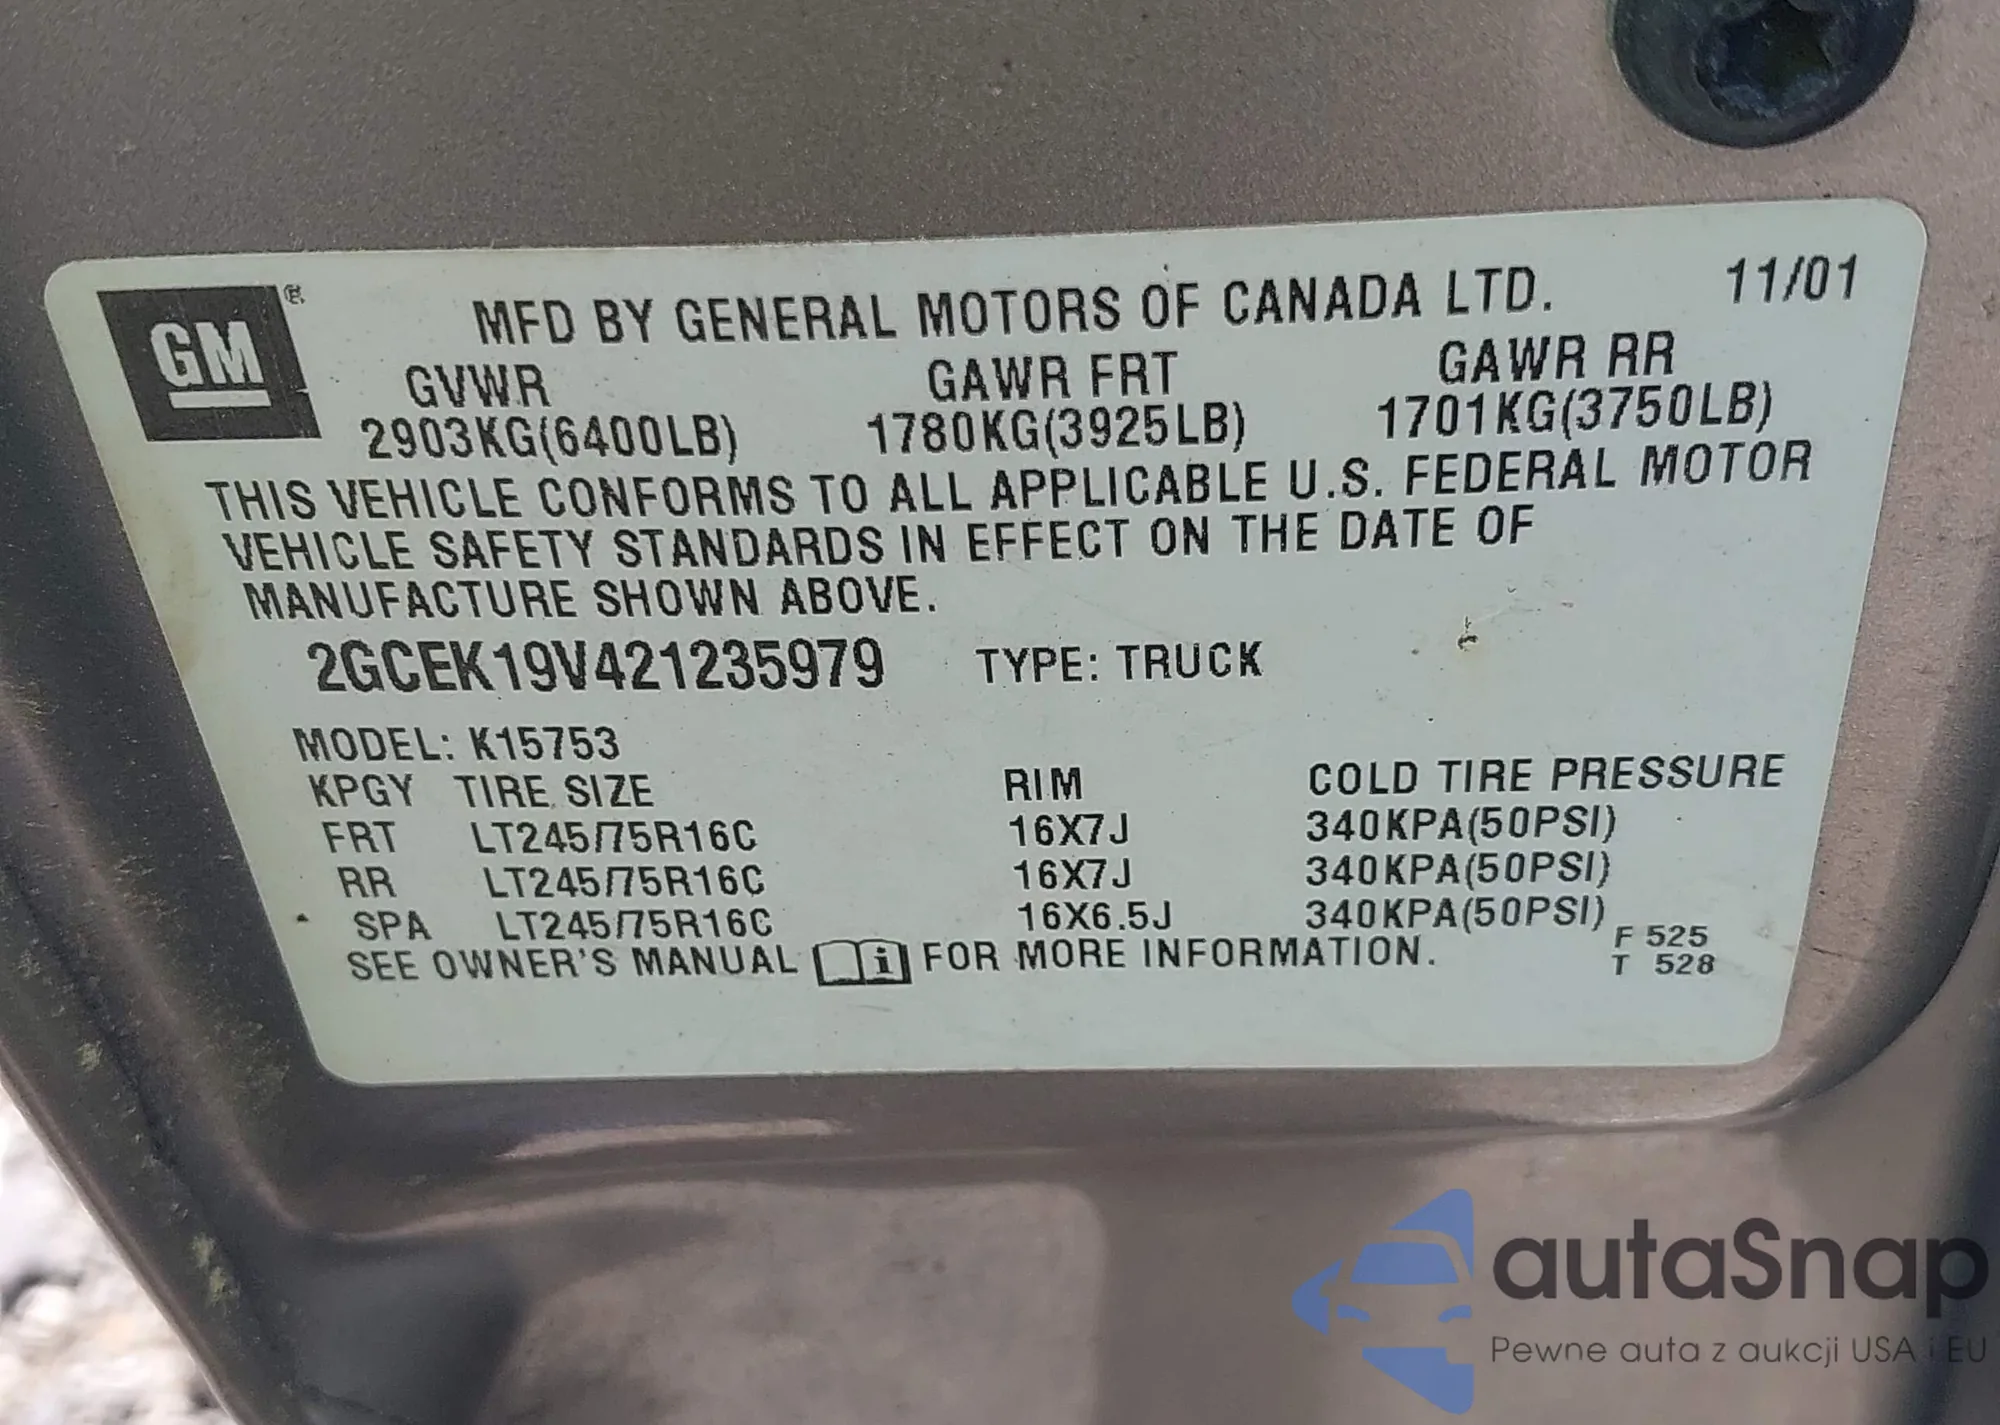 GM ®
MFD BY GENERAL MOTORS OF CANADA LTD. 11/01
GVWR GAWR FRT GAWR RR
2903KG(6400LB) 1780KG(3925LB) 1701KG(3750LB)
THIS VEHICLE CONFORMS TO ALL APPLICABLE U.S. FEDERAL MOTOR
VEHICLE SAFETY STANDARDS IN EFFECT ON THE DATE OF
MANUFACTURE SHOWN ABOVE.
2GCEK19V421235979 TYPE: TRUCK
MODEL: K15753
KPGY TIRE SIZE RIM COLD TIRE PRESSURE
FRT LT245/75R16C 16X7J 340KPA(50PSI)
RR LT245/75R16C 16X7J 340KPA(50PSI)
SPA LT245/75R16C 16X6.5J 340KPA(50PSI)
SEE OWNER'S MANUAL i FOR MORE INFORMATION.
F 525
T 528
autaSnap
Pewne auta z aukcji USA i EU